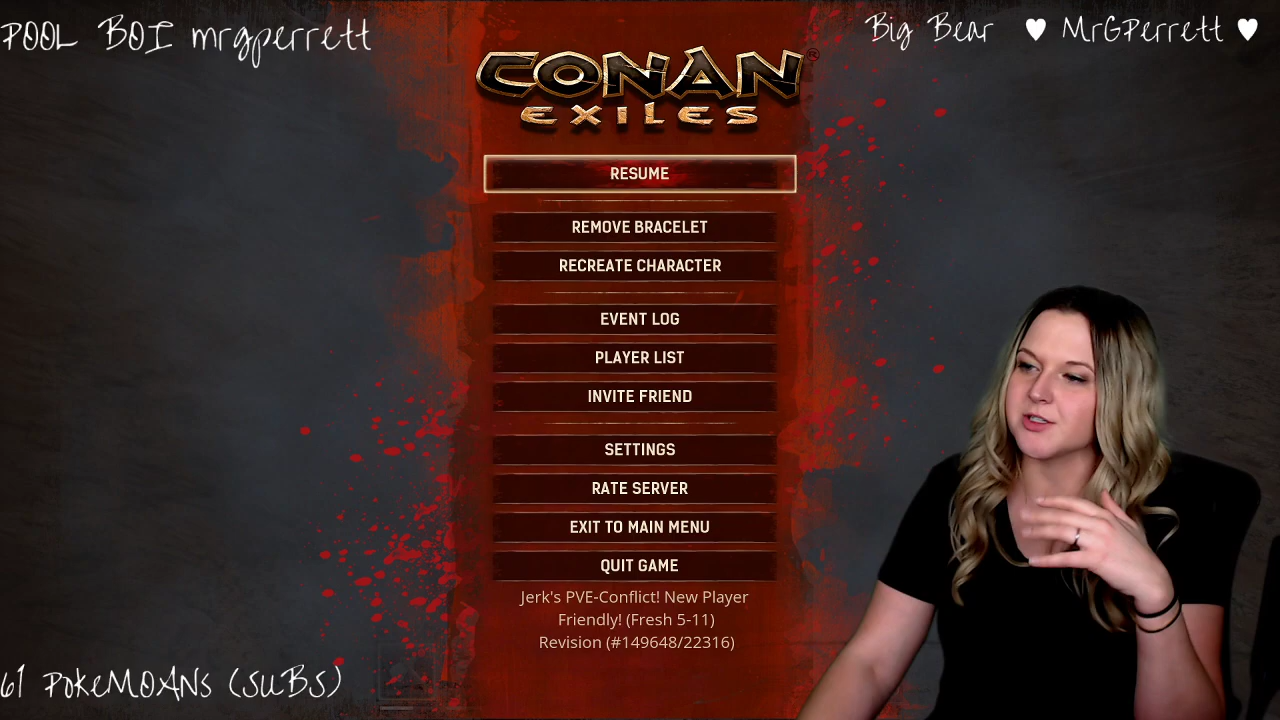 POOL BOI mrgperrett
Big Bear ♥ MrGPerrett ♥
CONAN®
EXILES
RESUME
REMOVE BRACELET
RECREATE CHARACTER
EVENT LOG
PLAYER LIST
INVITE FRIEND
SETTINGS
RATE SERVER
EXIT TO MAIN MENU
QUIT GAME
Jerk's PVE-Conflict! New Player
Friendly! (Fresh 5-11)
Revision (#149648/22316)
61 PokeMOANs (SUBS)